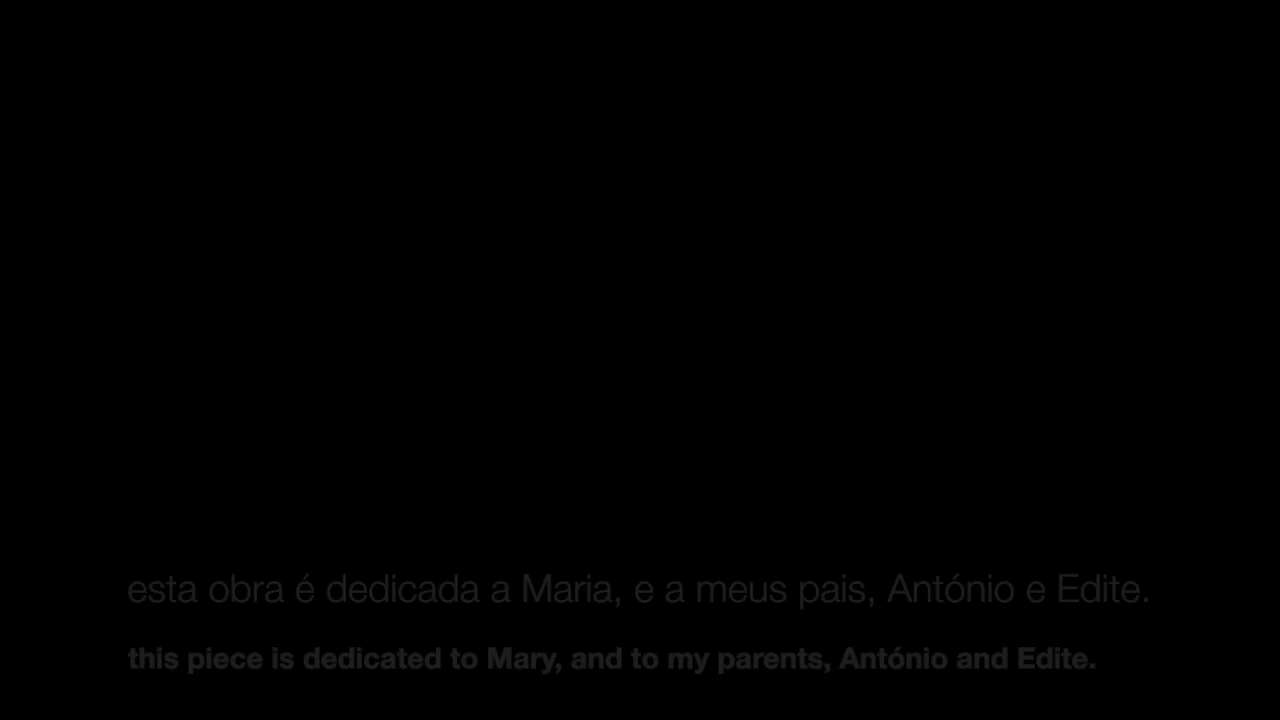 esta obra é dedicada a Maria, e a meus pais, António e Edite.
this piece is dedicated to Mary, and to my parents, António and Edite.